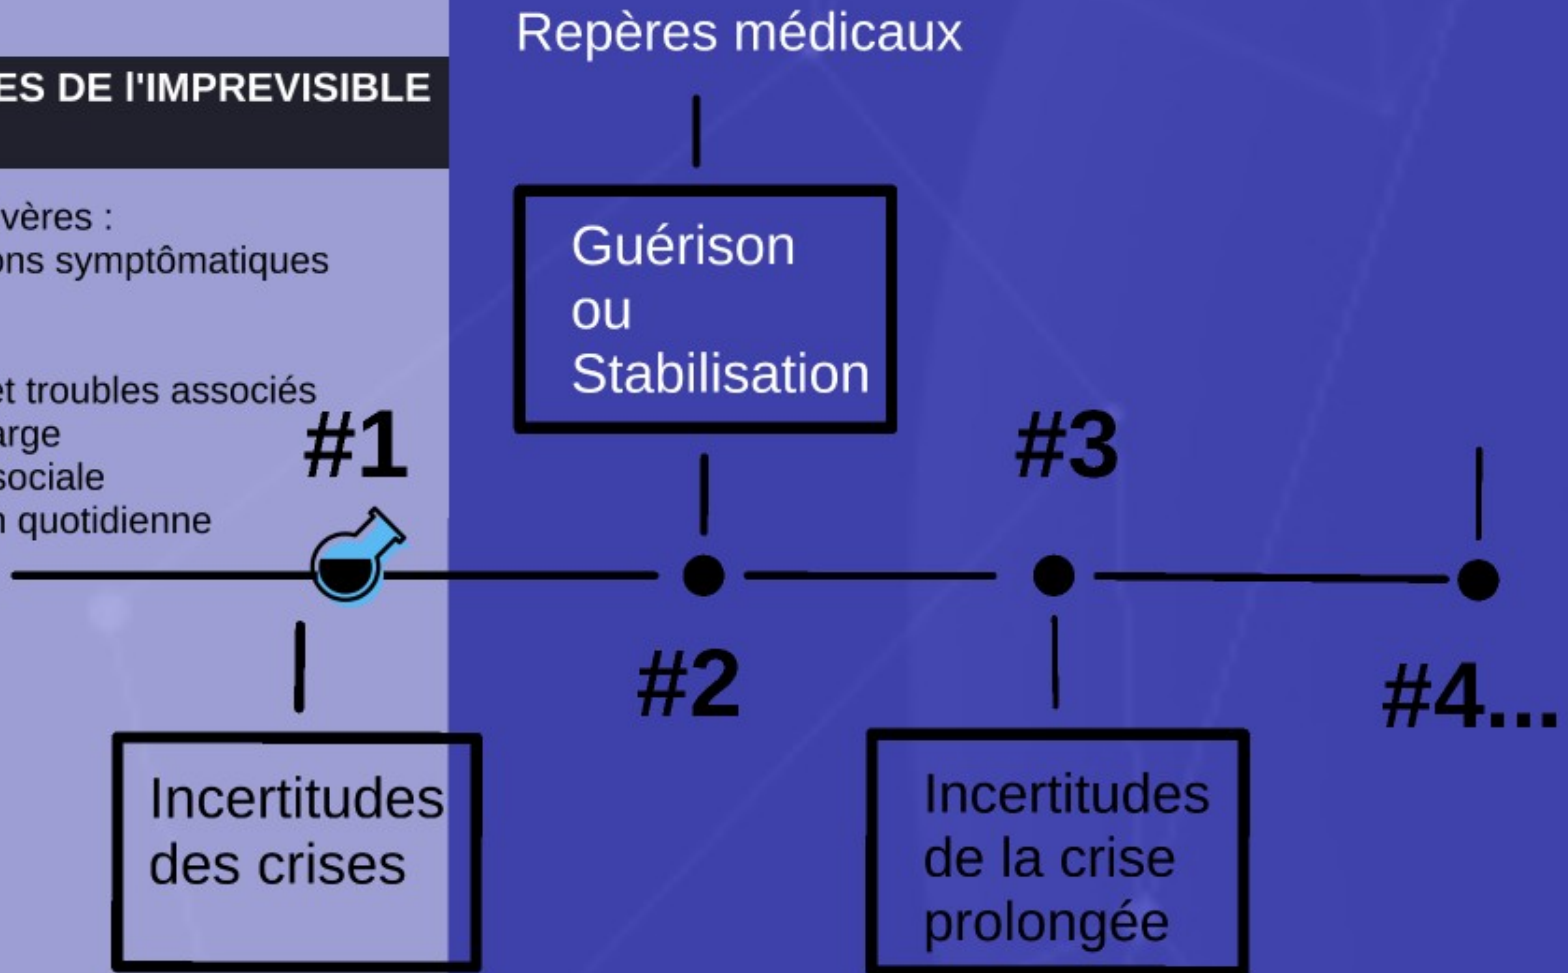 ES DE l'IMPREVISIBLE
vères :
ons symptômatiques
et troubles associés
arge
sociale
n quotidienne
#1
Incertitudes
des crises
Repères médicaux
Guérison
ou
Stabilisation
#2
#3
Incertitudes
de la crise
prolongée
#4...